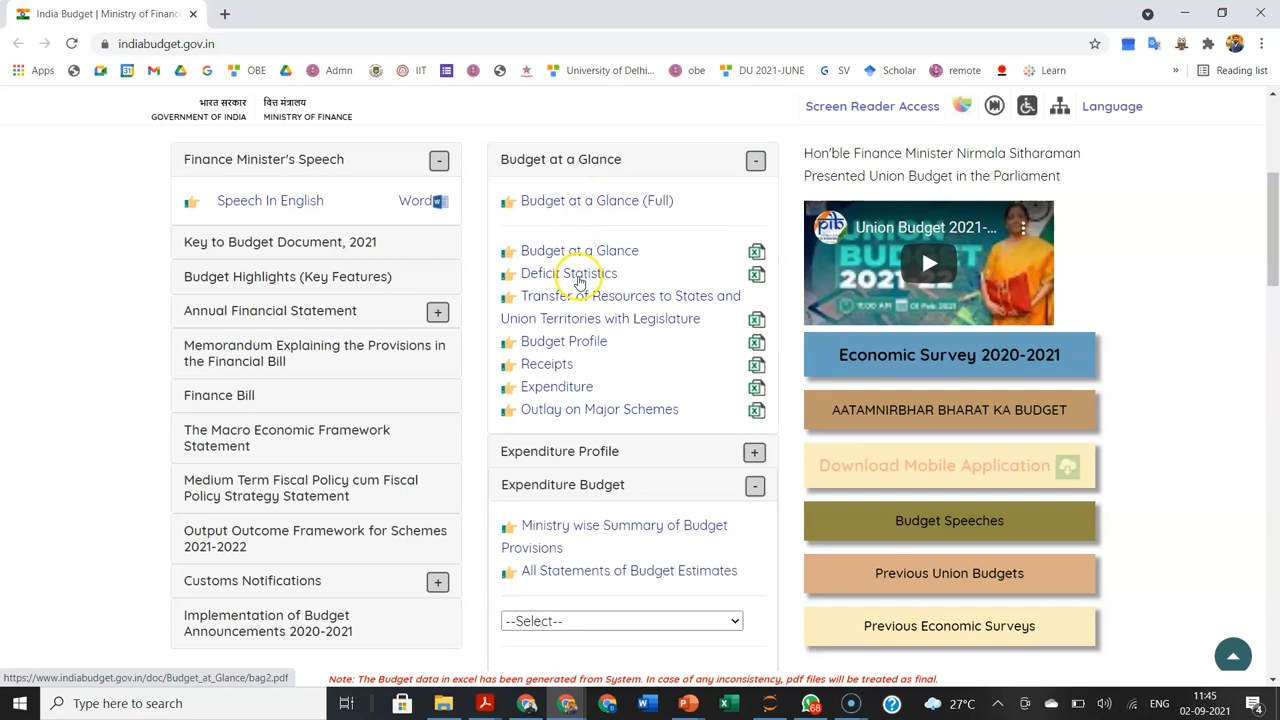 India Budget | Ministry of Financ
indiabudget.gov.in
Apps
OBE
Admn
IIT
University of Delhi...
obe
DU 2021-JUNE
SV
Scholar
remote
Learn
»
Reading list
भारत सरकार
GOVERNMENT OF INDIA
वित्त मंत्रालय
MINISTRY OF FINANCE
Screen Reader Access
Language
Finance Minister's Speech
-
Speech In English
Word
Key to Budget Document, 2021
Budget Highlights (Key Features)
Annual Financial Statement
+
Memorandum Explaining the Provisions in
the Financial Bill
Finance Bill
The Macro Economic Framework
Statement
Medium Term Fiscal Policy cum Fiscal
Policy Strategy Statement
Output Outcome Framework for Schemes
2021-2022
Customs Notifications
+
Implementation of Budget
Announcements 2020-2021
Budget at a Glance
-
Budget at a Glance (Full)
Budget at a Glance
Deficit Statistics
Transfer of Resources to States and
Union Territories with Legislature
Budget Profile
Receipts
Expenditure
Outlay on Major Schemes
Expenditure Profile
+
Expenditure Budget
-
Ministry wise Summary of Budget
Provisions
All Statements of Budget Estimates
--Select--
Hon'ble Finance Minister Nirmala Sitharaman
Presented Union Budget in the Parliament
Union Budget 2021-...
UNION
BUDGET
2021-22
11:00 AM
01 Feb 2021
Economic Survey 2020-2021
AATAMNIRBHAR BHARAT KA BUDGET
Download Mobile Application
Budget Speeches
Previous Union Budgets
Previous Economic Surveys
https://www.indiabudget.gov.in/doc/Budget_at_Glance/bag2.pdf
Note: The Budget data in excel has been generated from System. In case of any inconsistency, pdf files will be treated as final.
Type here to search
68
27°C
ENG
11:45
02-09-2021